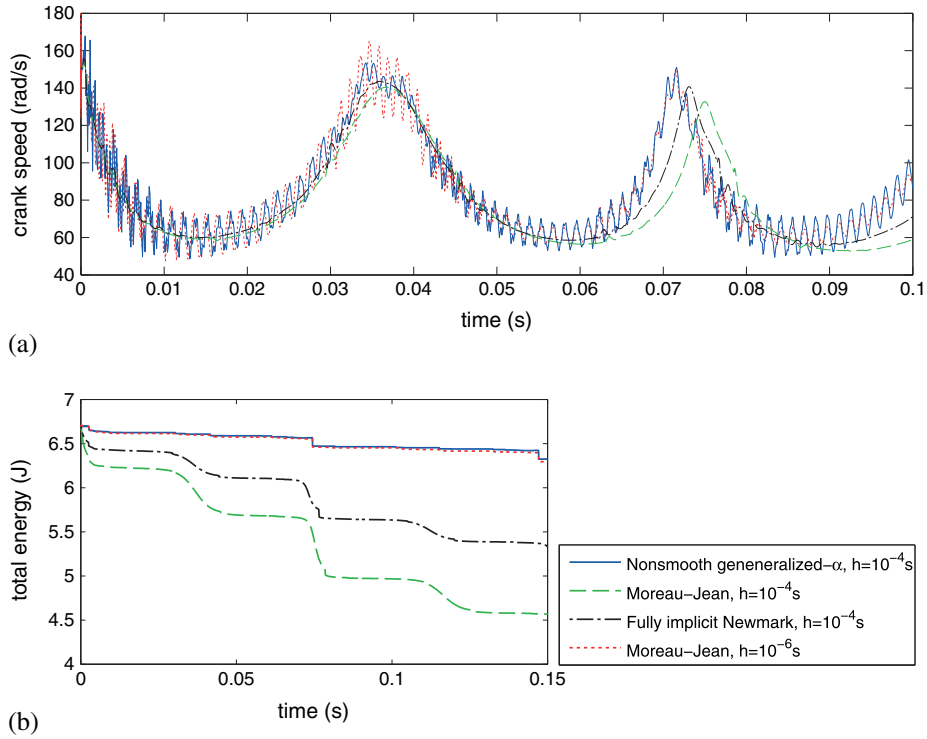 180
160
140
120
100
80
60
40
crank speed (rad/s)
0 0.01 0.02 0.03 0.04 0.05 0.06 0.07 0.08 0.09 0.1
time (s)
(a)
7
6.5
6
5.5
5
4.5
4
total energy (J)
0 0.05 0.1 0.15
time (s)
(b)
Nonsmooth geneneralized−α, h=10⁻⁴s
Moreau−Jean, h=10⁻⁴s
Fully implicit Newmark, h=10⁻⁴s
Moreau−Jean, h=10⁻⁶s